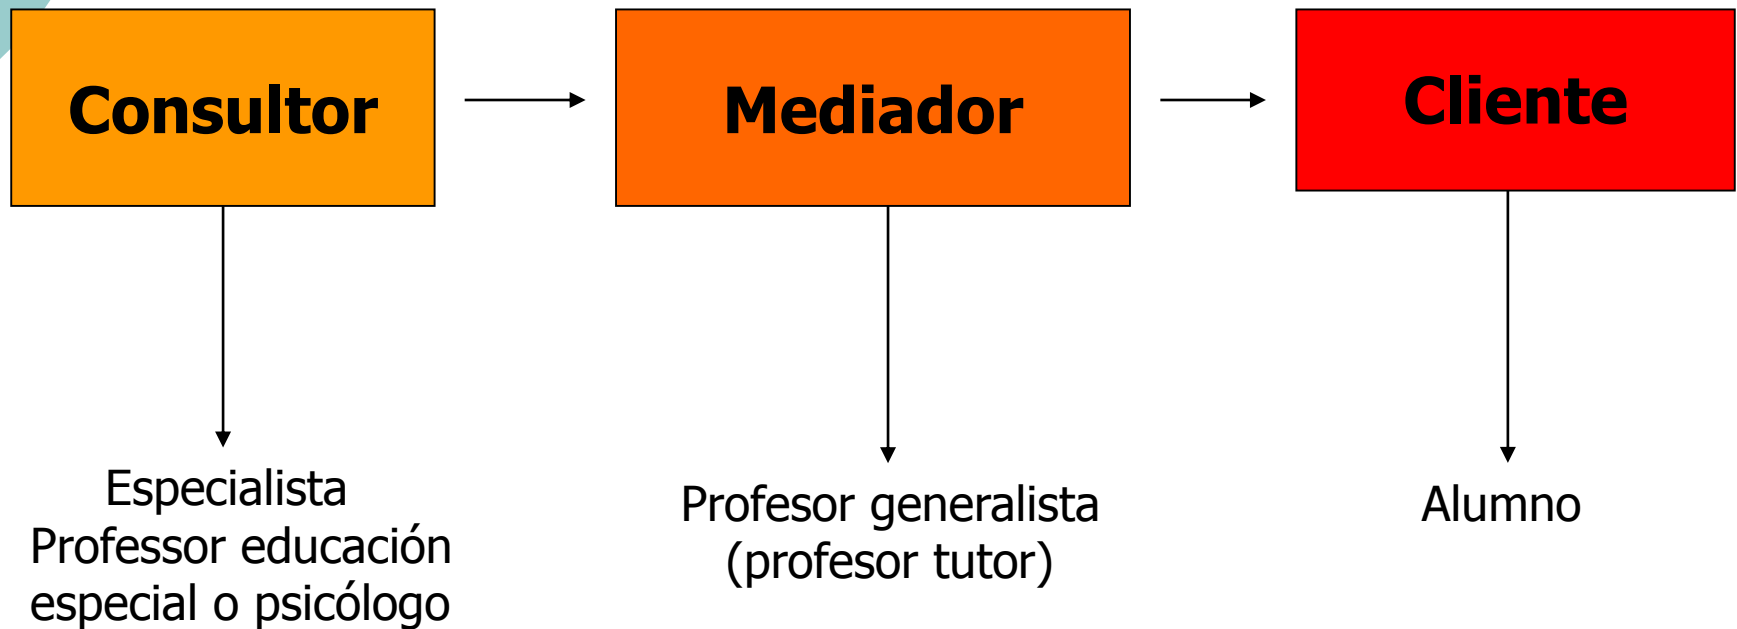 Consultor
Mediador
Cliente
Especialista
Professor educación
especial o psicólogo
Profesor generalista
(profesor tutor)
Alumno